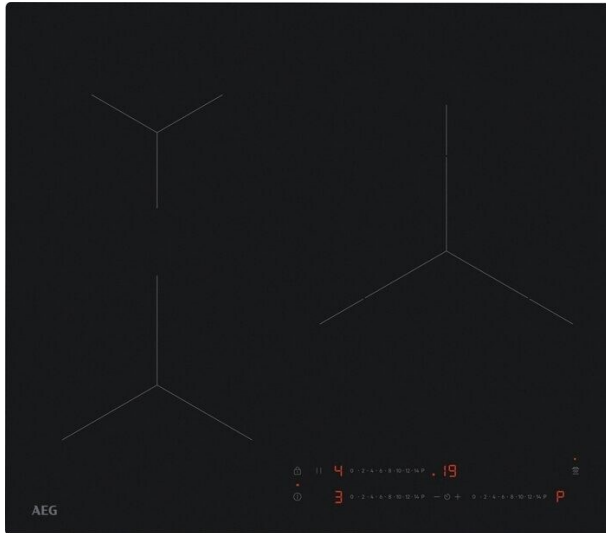 4 0 · 2 · 4 · 6 · 8 · 10 · 12 · 14 P . 19
3 0 · 2 · 4 · 6 · 8 · 10 · 12 · 14 P − + 0 · 2 · 4 · 6 · 8 · 10 · 12 · 14 P P
AEG